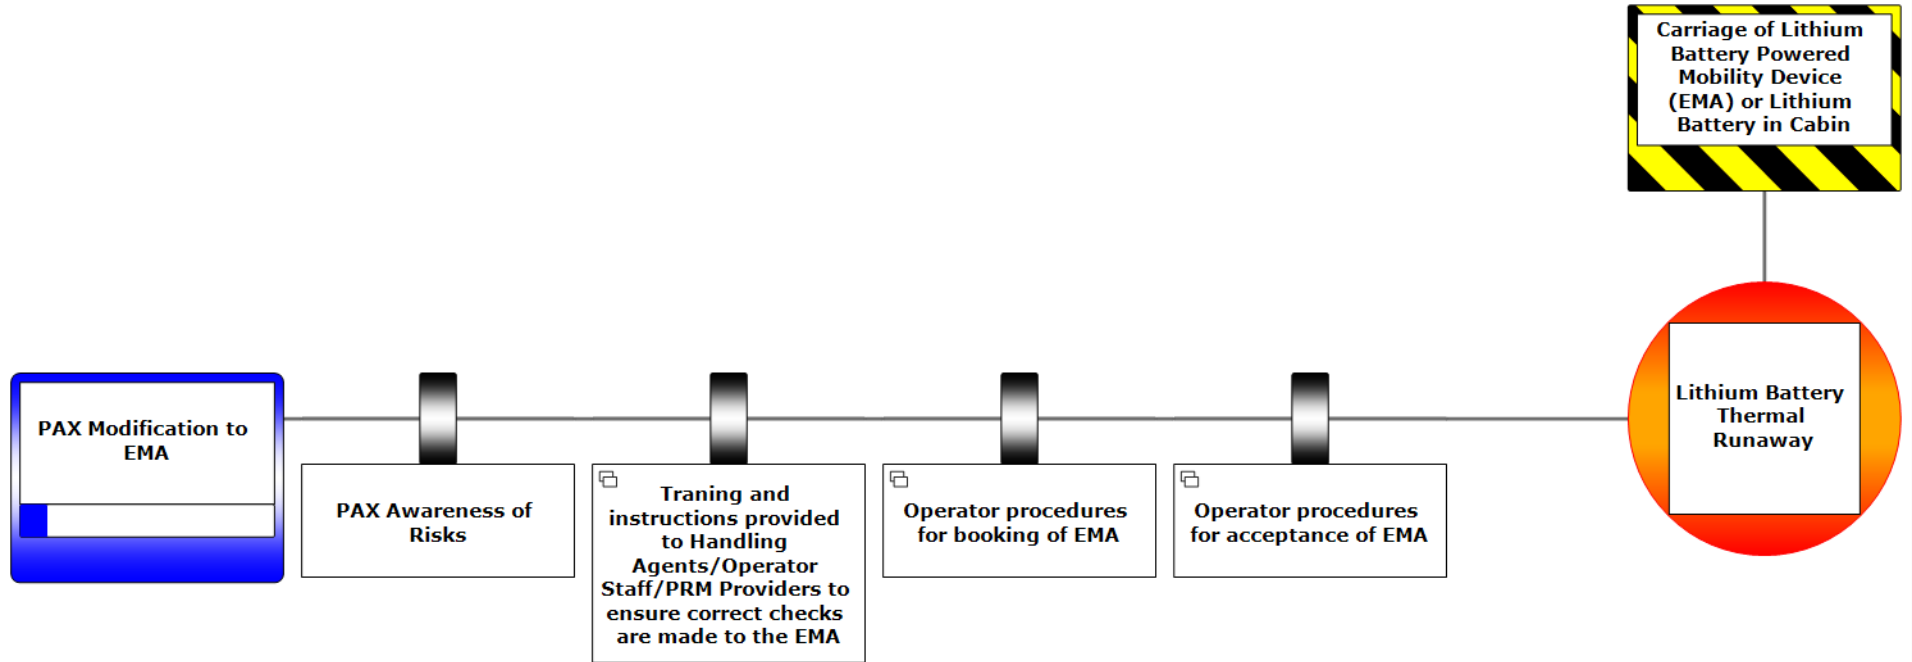 Carriage of Lithium
Battery Powered
Mobility Device
(EMA) or Lithium
Battery in Cabin
PAX Modification to
EMA
PAX Awareness of
Risks
Traning and
instructions provided
to Handling
Agents/Operator
Staff/PRM Providers to
ensure correct checks
are made to the EMA
Operator procedures
for booking of EMA
Operator procedures
for acceptance of EMA
Lithium Battery
Thermal
Runaway